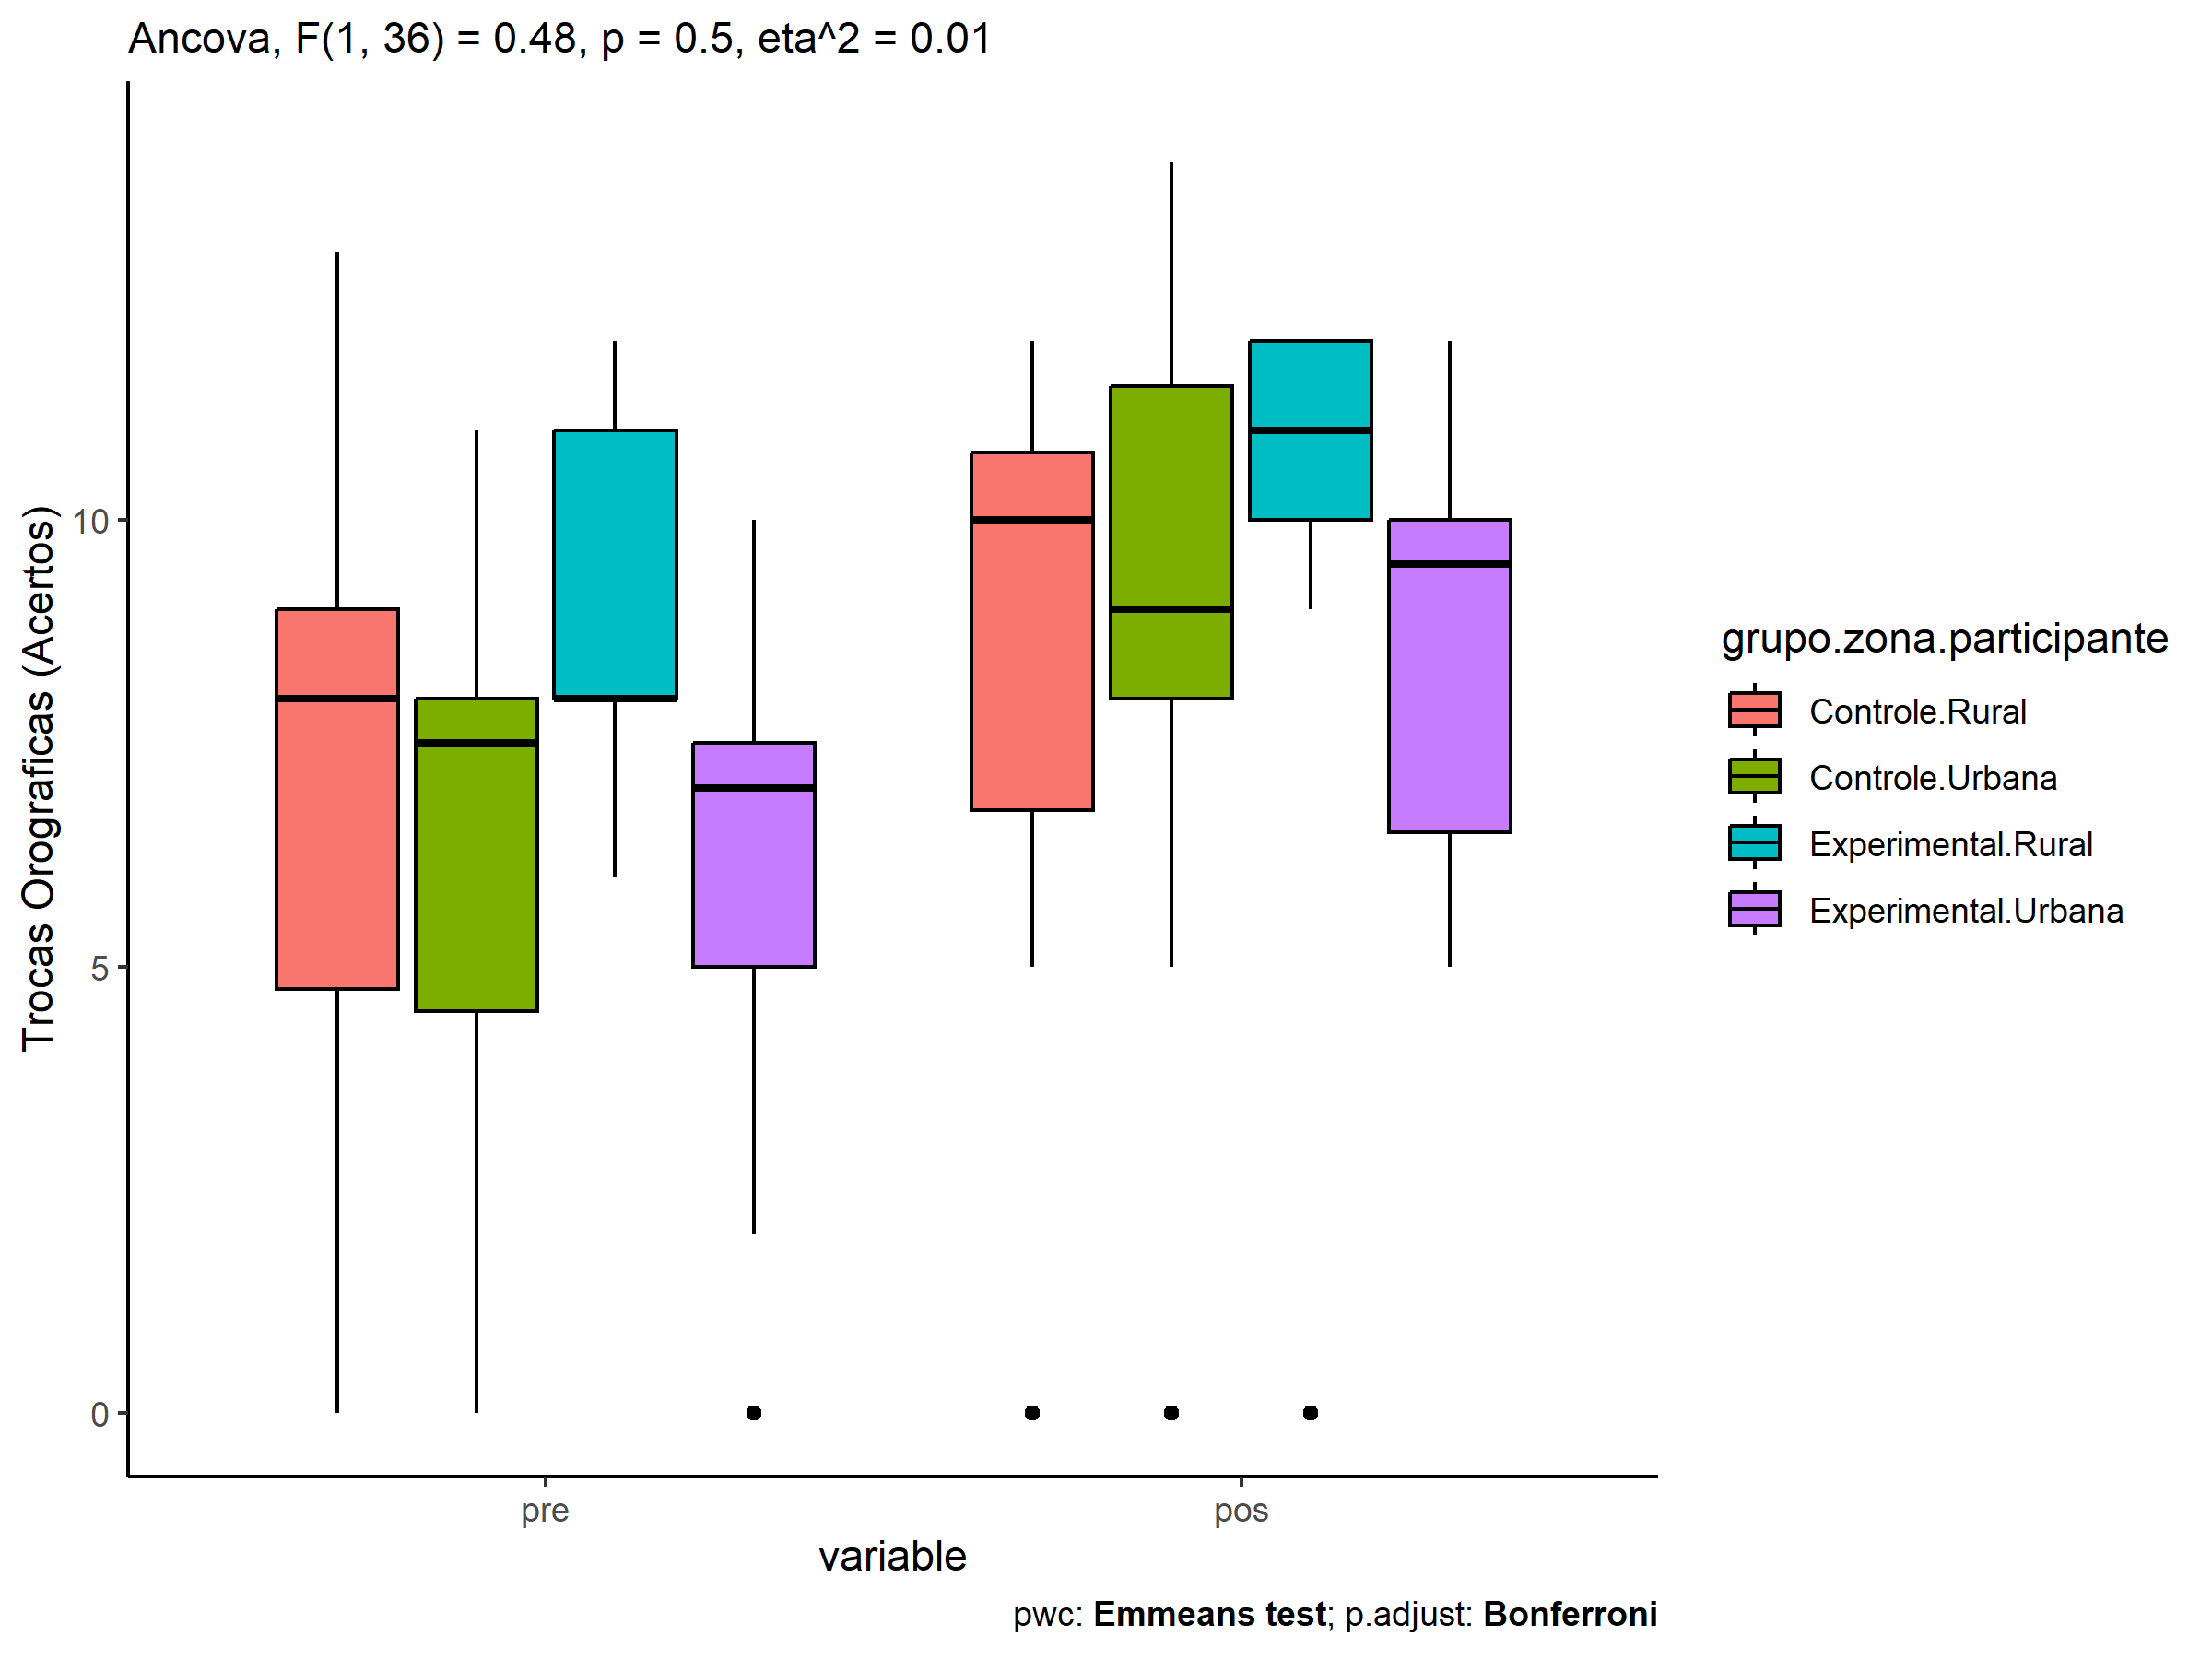 Ancova, F(1, 36) = 0.48, p = 0.5, eta^2 = 0.01
Trocas Orograficas (Acertos)
10
5
0
pre
pos
variable
grupo.zona.participante
Controle.Rural
Controle.Urbana
Experimental.Rural
Experimental.Urbana
pwc: Emmeans test; p.adjust: Bonferroni